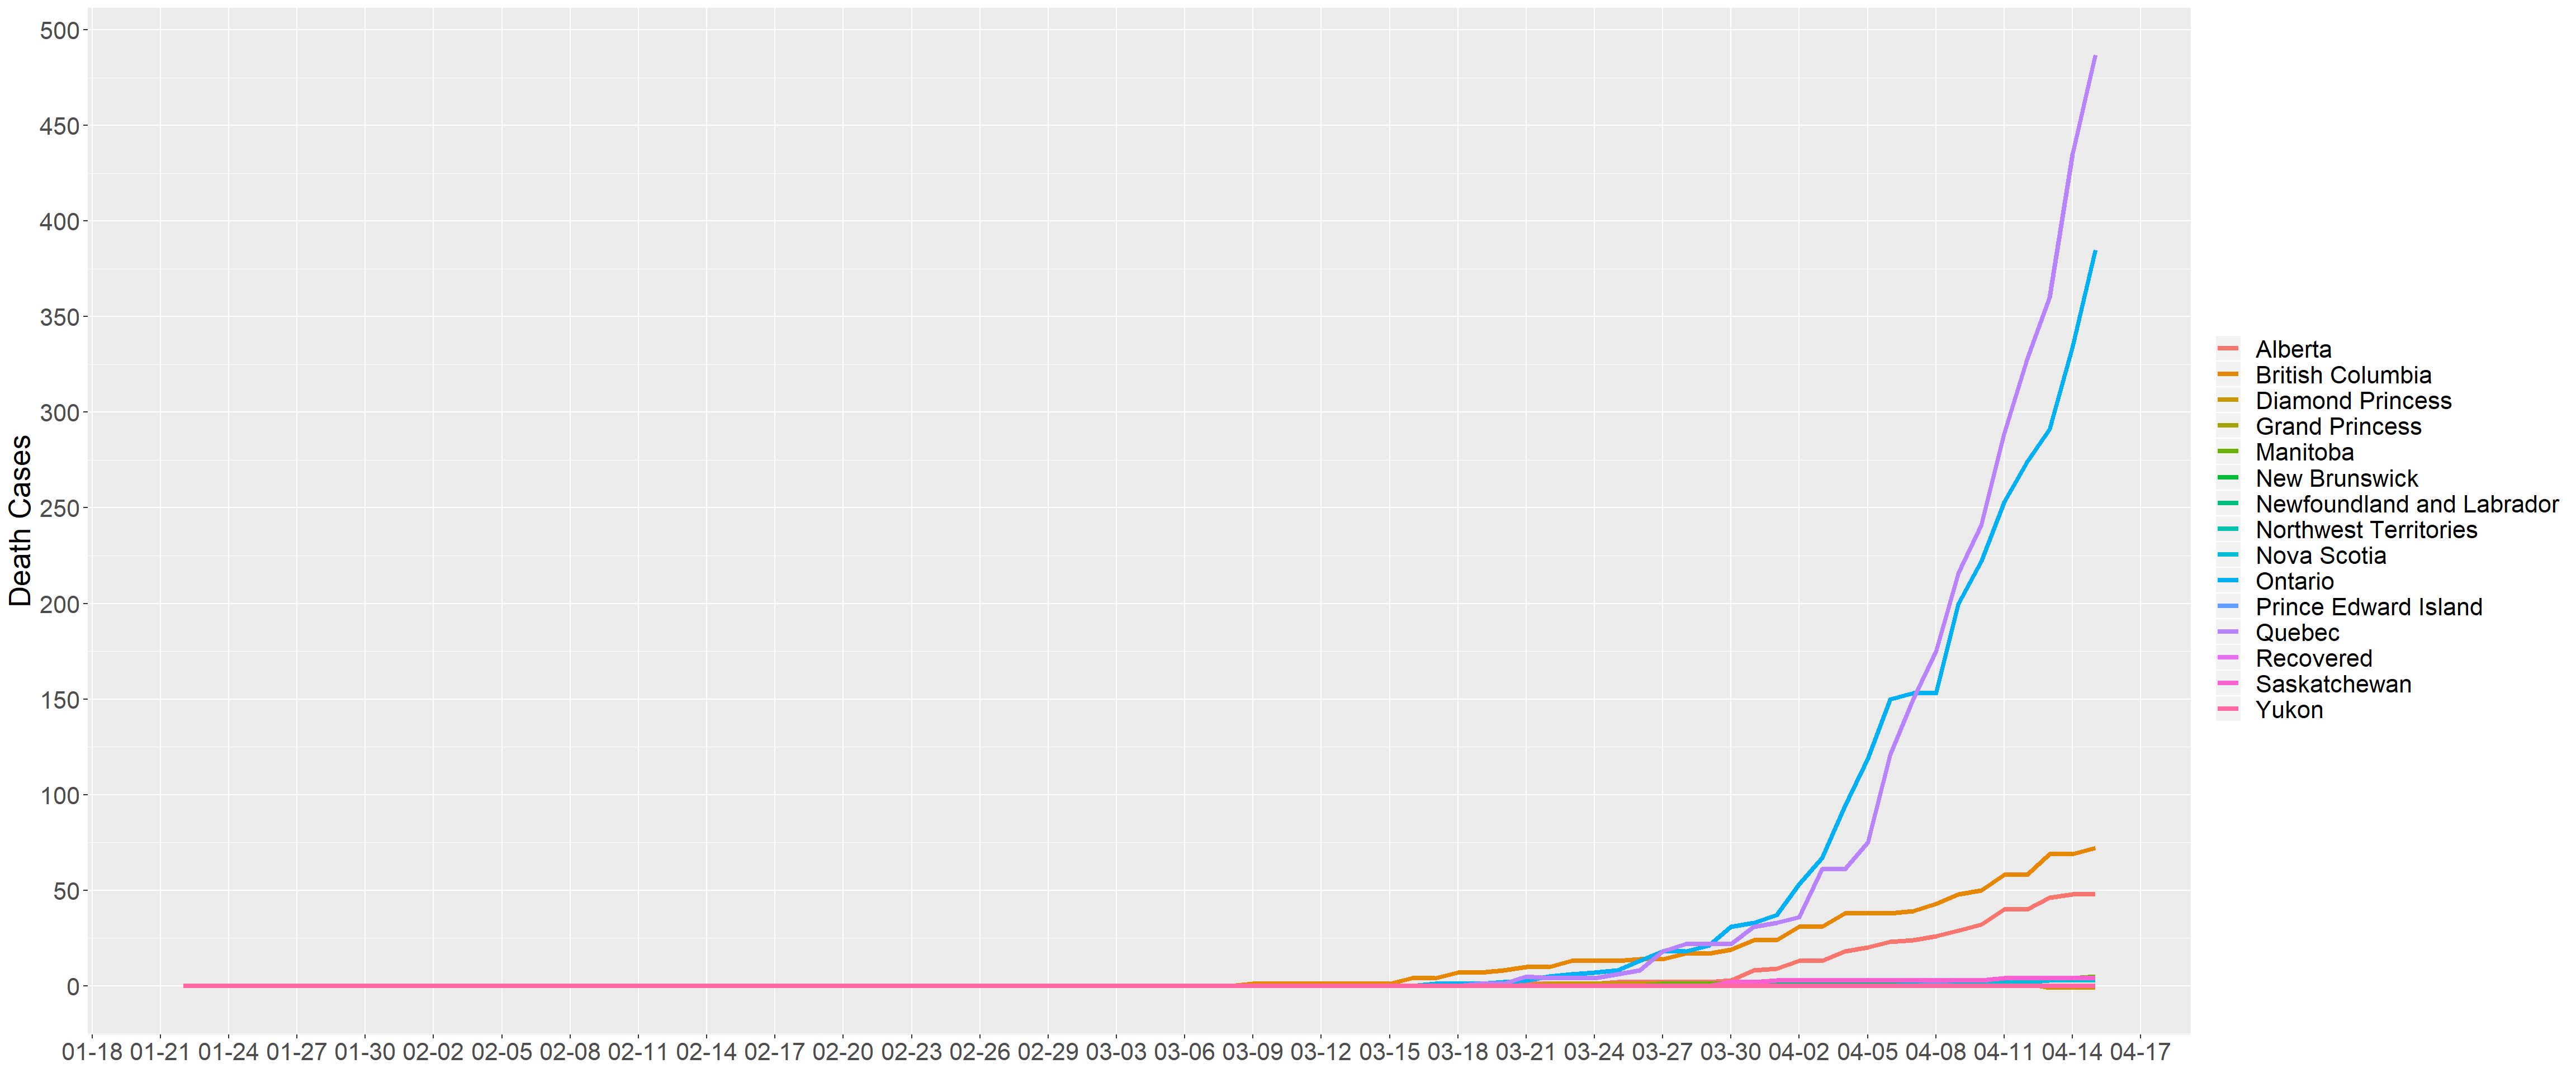 500
450
400
350
300
250
200
150
100
50
0
Death Cases
01-18 01-21 01-24 01-27 01-30 02-02 02-05 02-08 02-11 02-14 02-17 02-20 02-23 02-26 02-29 03-03 03-06 03-09 03-12 03-15 03-18 03-21 03-24 03-27 03-30 04-02 04-05 04-08 04-11 04-14 04-17
Alberta
British Columbia
Diamond Princess
Grand Princess
Manitoba
New Brunswick
Newfoundland and Labrador
Northwest Territories
Nova Scotia
Ontario
Prince Edward Island
Quebec
Recovered
Saskatchewan
Yukon